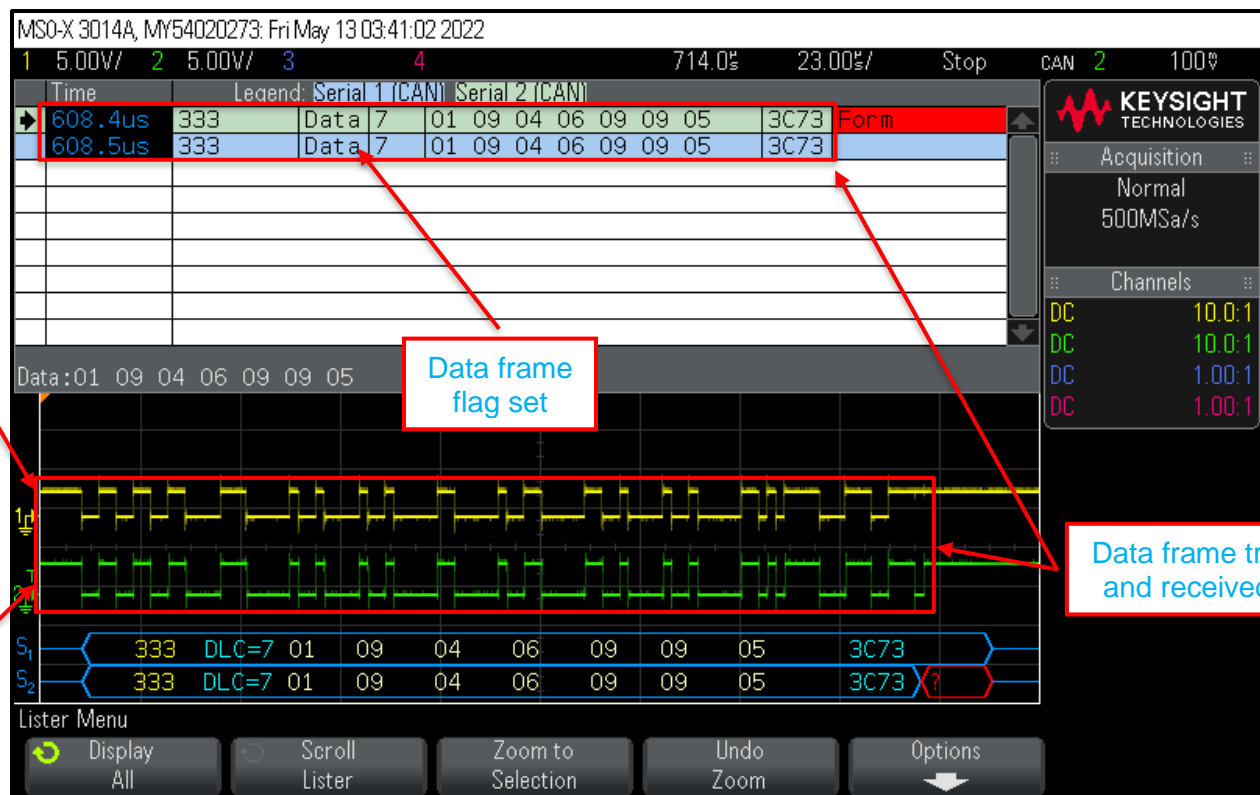 MS0-X 3014A, MY54020273: Fri May 13 03:41:02 2022
1 5.00V/ 2 5.00V/ 3 4 714.0us 23.00us/ Stop CAN 2 100%
Time Legend: Serial 1 (CAN) Serial 2 (CAN)
608.4us 333 Data 7 01 09 04 06 09 09 05 3C73 Form
608.5us 333 Data 7 01 09 04 06 09 09 05 3C73
KEYSIGHT
TECHNOLOGIES
Acquisition
Normal
500MSa/s
Channels
DC 10.0:1
DC 10.0:1
DC 1.00:1
DC 1.00:1
Data frame
flag set
Data:01 09 04 06 09 09 05
1
T
2
Data frame tr
and received
S1 333 DLC=7 01 09 04 06 09 09 05 3C73
S2 333 DLC=7 01 09 04 06 09 09 05 3C73 ?
Lister Menu
Display
All
Scroll
Lister
Zoom to
Selection
Undo
Zoom
Options